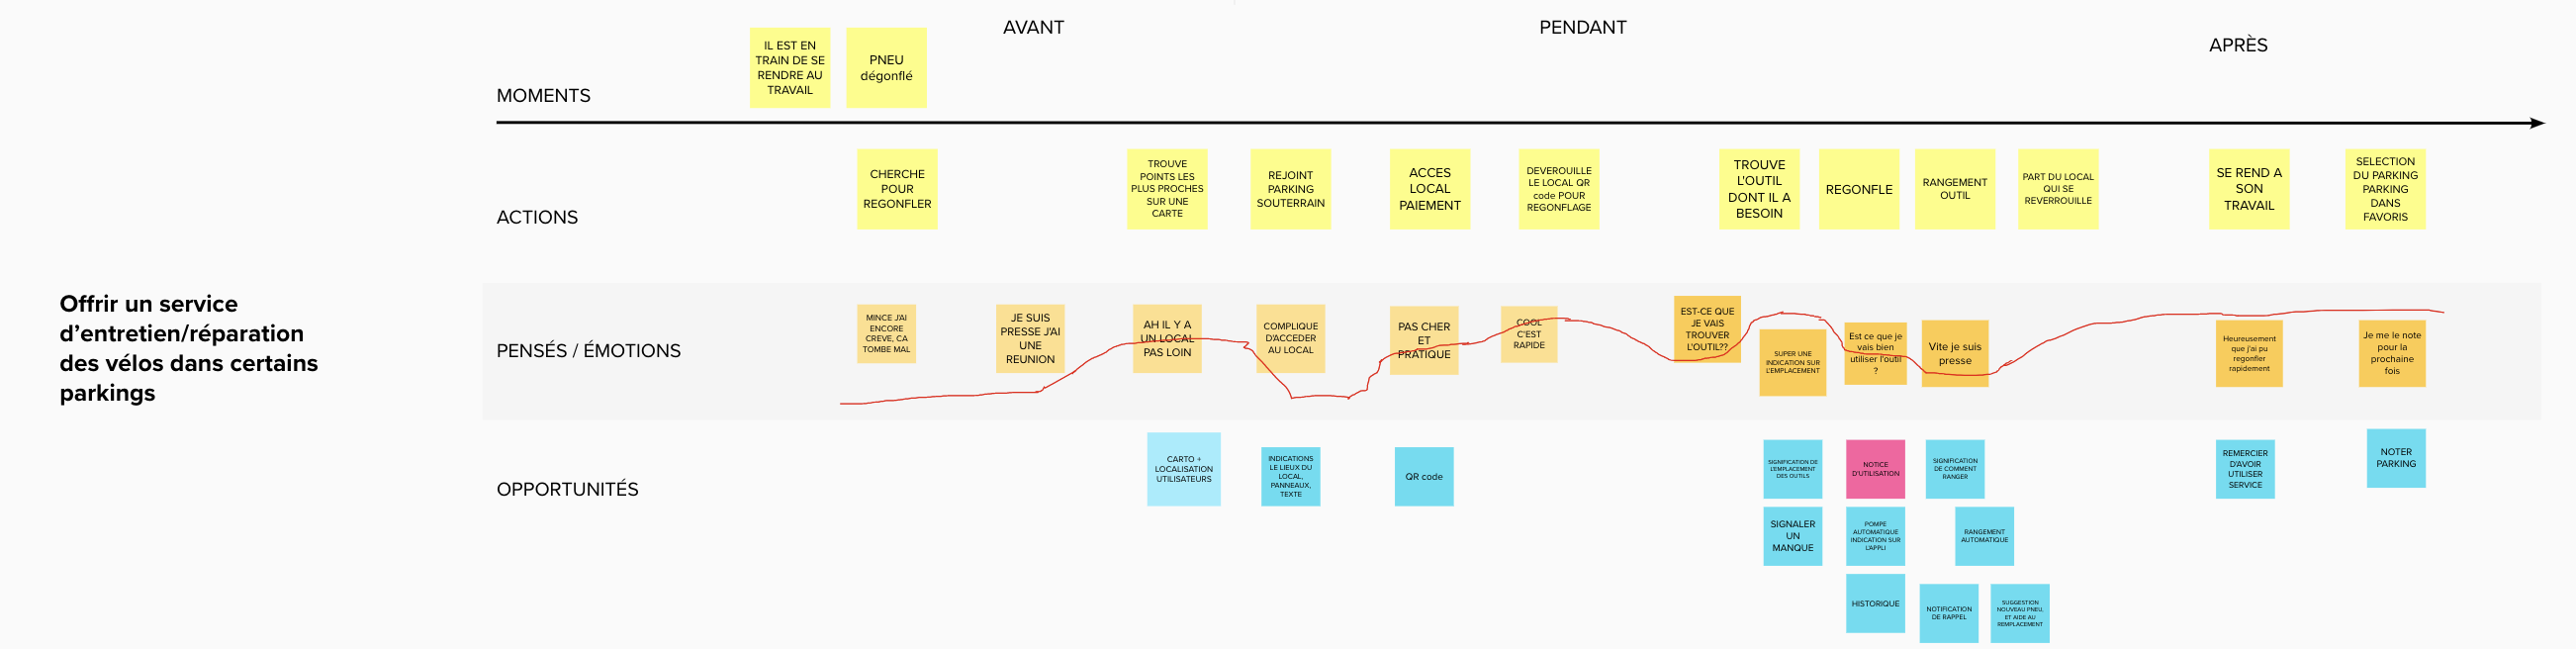 AVANT
PENDANT
APRÈS
MOMENTS
IL EST EN
TRAIN DE SE
RENDRE AU
TRAVAIL
PNEU
dégonflé
ACTIONS
CHERCHE
POUR
REGONFLER
TROUVE
POINTS LES
PLUS PROCHES
SUR UNE
CARTE
REJOINT
PARKING
SOUTERRAIN
ACCES
LOCAL
PAIEMENT
DEVEROUILLE
LE LOCAL QR
code POUR
REGONFLAGE
TROUVE
L'OUTIL
DONT IL A
BESOIN
REGONFLE
RANGEMENT
OUTIL
PART DU LOCAL
QUI SE
REVERROUILLE
SE REND A
SON
TRAVAIL
SELECTION
DU PARKING
PARKING
DANS
FAVORIS
Offrir un service
d'entretien/réparation
des vélos dans certains
parkings
PENSÉS / ÉMOTIONS
MINCE J'AI
ENCORE
CREVE, CA
TOMBE MAL
JE SUIS
PRESSE J'AI
UNE
REUNION
AH IL Y A
UN LOCAL
PAS LOIN
COMPLIQUE
D'ACCEDER
AU LOCAL
PAS CHER
ET
PRATIQUE
COOL
C'EST
RAPIDE
EST-CE QUE
JE VAIS
TROUVER
L'OUTIL??
SUPER UNE
INDICATION SUR
L'EMPLACEMENT
Est ce que je
vais bien
utiliser l'outil
?
Vite je suis
presse
Heureusement
que j'ai pu
regonfler
rapidement
Je me le note
pour la
prochaine
fois
OPPORTUNITÉS
CARTO +
LOCALISATION
UTILISATEURS
INDICATIONS
LE LIEUX DU
LOCAL,
PANNEAUX,
TEXTE
QR code
SIGNIFICATION DE
L'EMPLACEMENT
DES OUTILS
NOTICE
D'UTILISATION
SIGNIFICATION
DE COMMENT
RANGER
REMERCIER
D'AVOIR
UTILISER
SERVICE
NOTER
PARKING
SIGNALER
UN
MANQUE
POMPE
AUTOMATIQUE
INDICATION SUR
L'APPLI
RANGEMENT
AUTOMATIQUE
HISTORIQUE
NOTIFICATION
DE RAPPEL
SUGGESTION
NOUVEAU PNEU,
ET AIDE AU
REMPLACEMENT